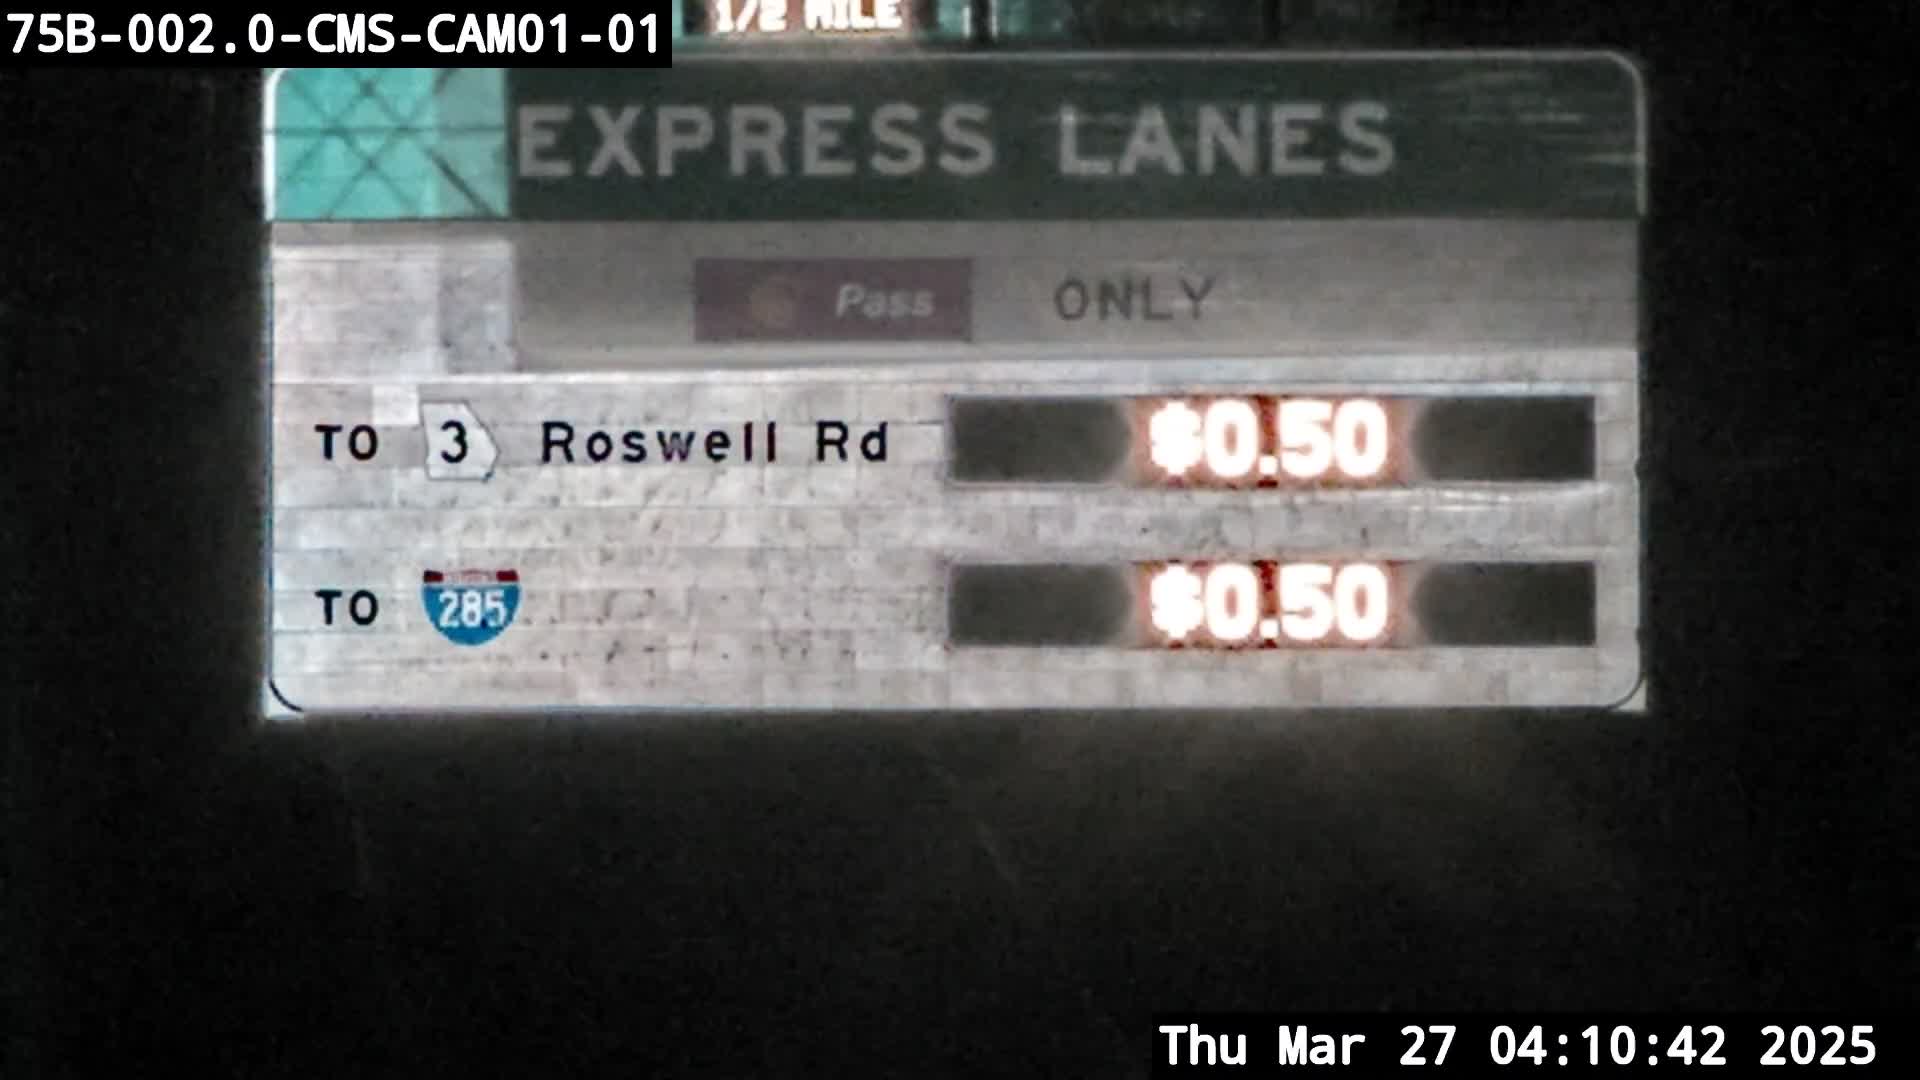 75B-002.0-CMS-CAM01-01
1/2 MILE
EXPRESS LANES
Pass ONLY
TO 3 Roswell Rd $0.50
TO 285 $0.50
Thu Mar 27 04:10:42 2025